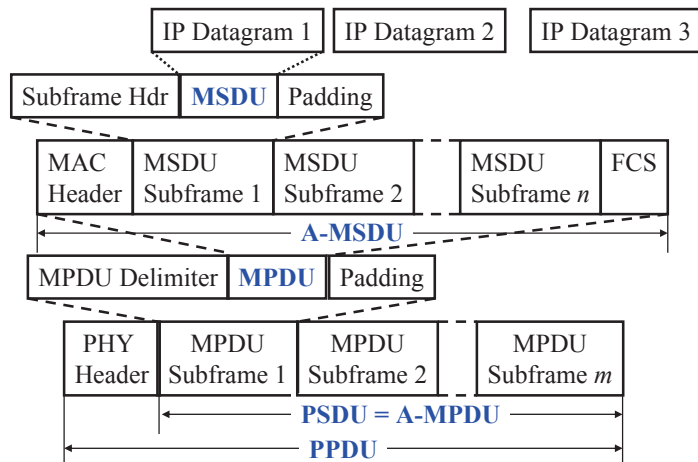 IP Datagram 1
IP Datagram 2
IP Datagram 3
Subframe Hdr
MSDU
Padding
MAC
Header
MSDU
Subframe 1
MSDU
Subframe 2
MSDU
Subframe n
FCS
A-MSDU
MPDU Delimiter
MPDU
Padding
PHY
Header
MPDU
Subframe 1
MPDU
Subframe 2
MPDU
Subframe m
PSDU = A-MPDU
PPDU